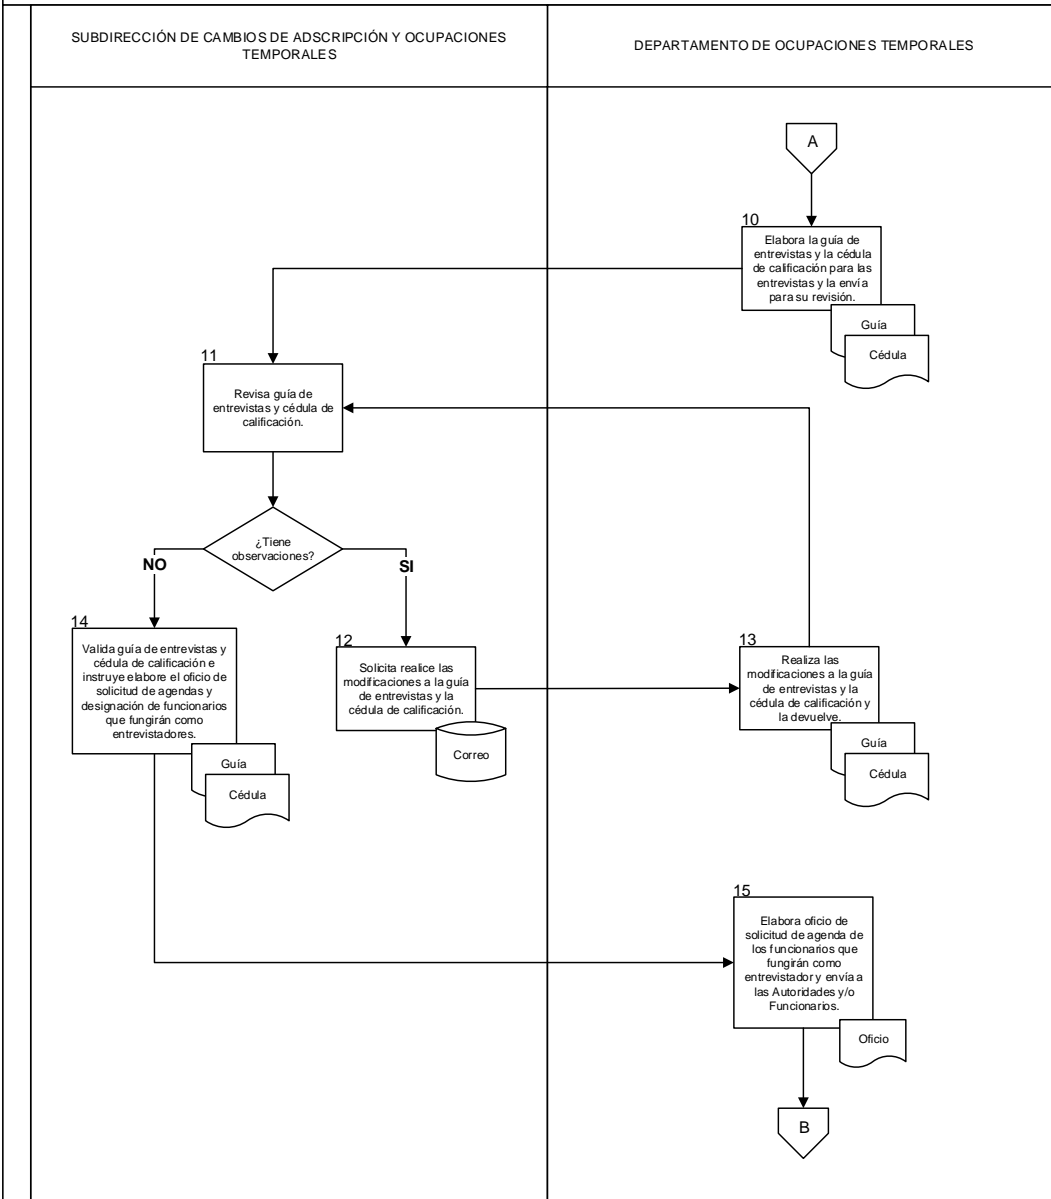 SUBDIRECCIÓN DE CAMBIOS DE ADSCRIPCIÓN Y OCUPACIONES
TEMPORALES
DEPARTAMENTO DE OCUPACIONES TEMPORALES
A
10
Elabora la guía de
entrevistas y la cédula
de calificación para las
entrevistas y la envía
para su revisión.
Guía
Cédula
11
Revisa guía de
entrevistas y cédula de
calificación.
¿Tiene
observaciones?
NO
SI
14
Valida guía de entrevistas y
cédula de calificación e
instruye elabore el oficio de
solicitud de agendas y
designación de funcionarios
que fungirán como
entrevistadores.
Guía
Cédula
12
Solicita realice las
modificaciones a la guía
de entrevistas y la
cédula de calificación.
Correo
13
Realiza las
modificaciones a la guía
de entrevistas y la
cédula de calificación y
la devuelve.
Guía
Cédula
15
Elabora oficio de
solicitud de agenda de
los funcionarios que
fungirán como
entrevistador y envía a
las Autoridades y/o
Funcionarios.
Oficio
B